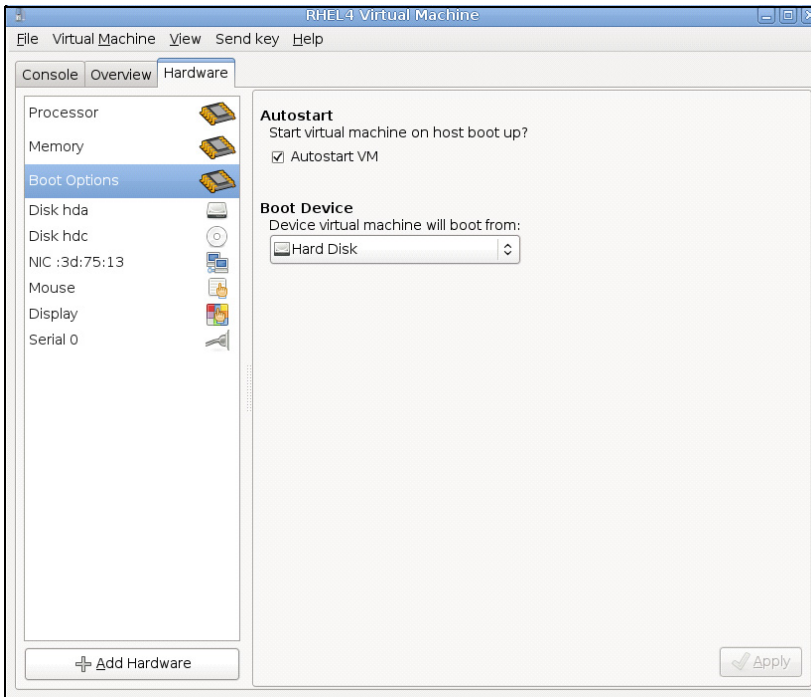 RHEL4 Virtual Machine
File Virtual Machine View Send key Help
Console Overview Hardware
Processor
Memory
Boot Options
Disk hda
Disk hdc
NIC :3d:75:13
Mouse
Display
Serial 0
Add Hardware
Autostart
Start virtual machine on host boot up?
Autostart VM
Boot Device
Device virtual machine will boot from:
Hard Disk
Apply